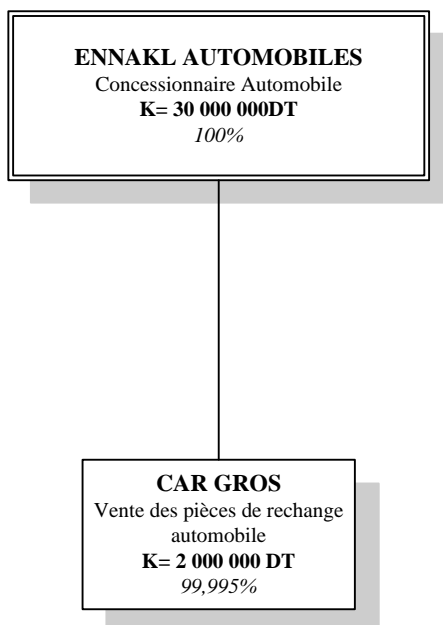 ENNAKL AUTOMOBILES
Concessionnaire Automobile
K= 30 000 000DT
100%
CAR GROS
Vente des pièces de rechange
automobile
K= 2 000 000 DT
99,995%